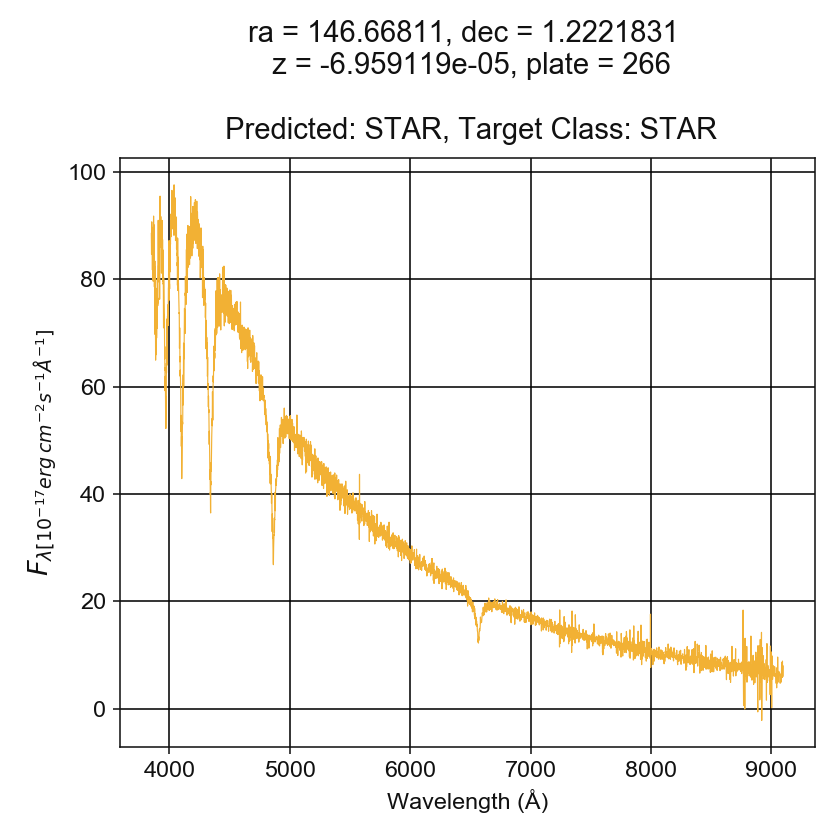 ra = 146.66811, dec = 1.2221831
z = -6.959119e-05, plate = 266
Predicted: STAR, Target Class: STAR
100
80
60
40
20
0
F_{λ[10^{-17} erg cm^{-2} s^{-1} Å^{-1}]}
4000 5000 6000 7000 8000 9000
Wavelength (Å)